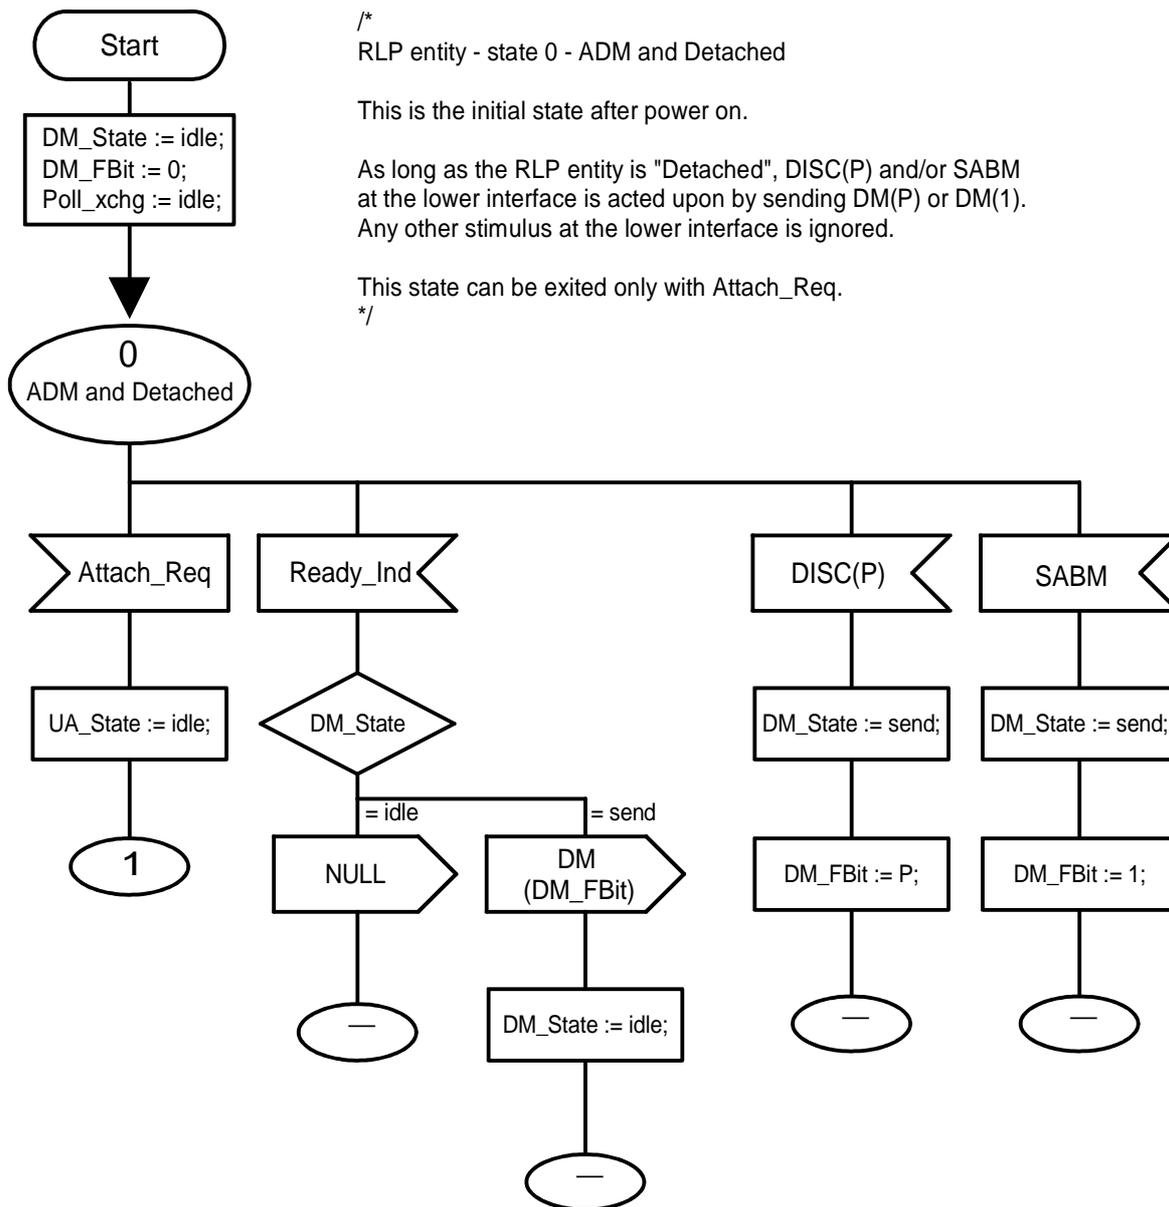 Start
/*
RLP entity - state 0 - ADM and Detached
This is the initial state after power on.
As long as the RLP entity is "Detached", DISC(P) and/or SABM
at the lower interface is acted upon by sending DM(P) or DM(1).
Any other stimulus at the lower interface is ignored.
This state can be exited only with Attach_Req.
*/
DM_State := idle;
DM_FBit := 0;
Poll_xchg := idle;
0
ADM and Detached
Attach_Req
Ready_Ind
DISC(P)
SABM
UA_State := idle;
DM_State
DM_State := send;
DM_State := send;
= idle
= send
1
NULL
DM
(DM_FBit)
DM_FBit := P;
DM_FBit := 1;
—
DM_State := idle;
—
—
—